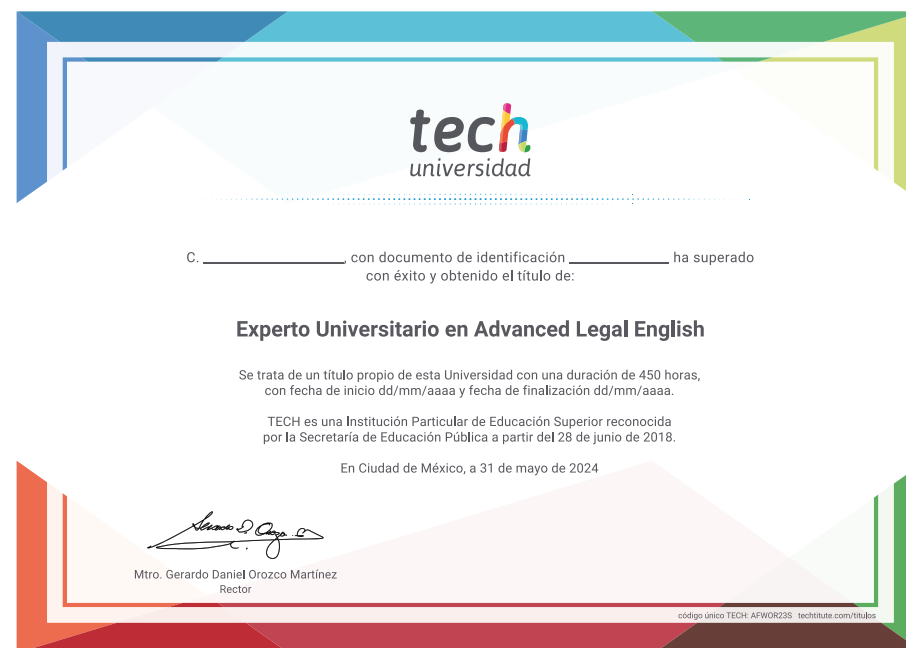 tech
universidad
C. , con documento de identificación ha superado
con éxito y obtenido el título de:
Experto Universitario en Advanced Legal English
Se trata de un título propio de esta Universidad con una duración de 450 horas,
con fecha de inicio dd/mm/aaaa y fecha de finalización dd/mm/aaaa.
TECH es una Institución Particular de Educación Superior reconocida
por la Secretaría de Educación Pública a partir del 28 de junio de 2018.
En Ciudad de México, a 31 de mayo de 2024
Mtro. Gerardo Daniel Orozco Martínez
Rector
código único TECH: AFWOR23S techtitute.com/titulos